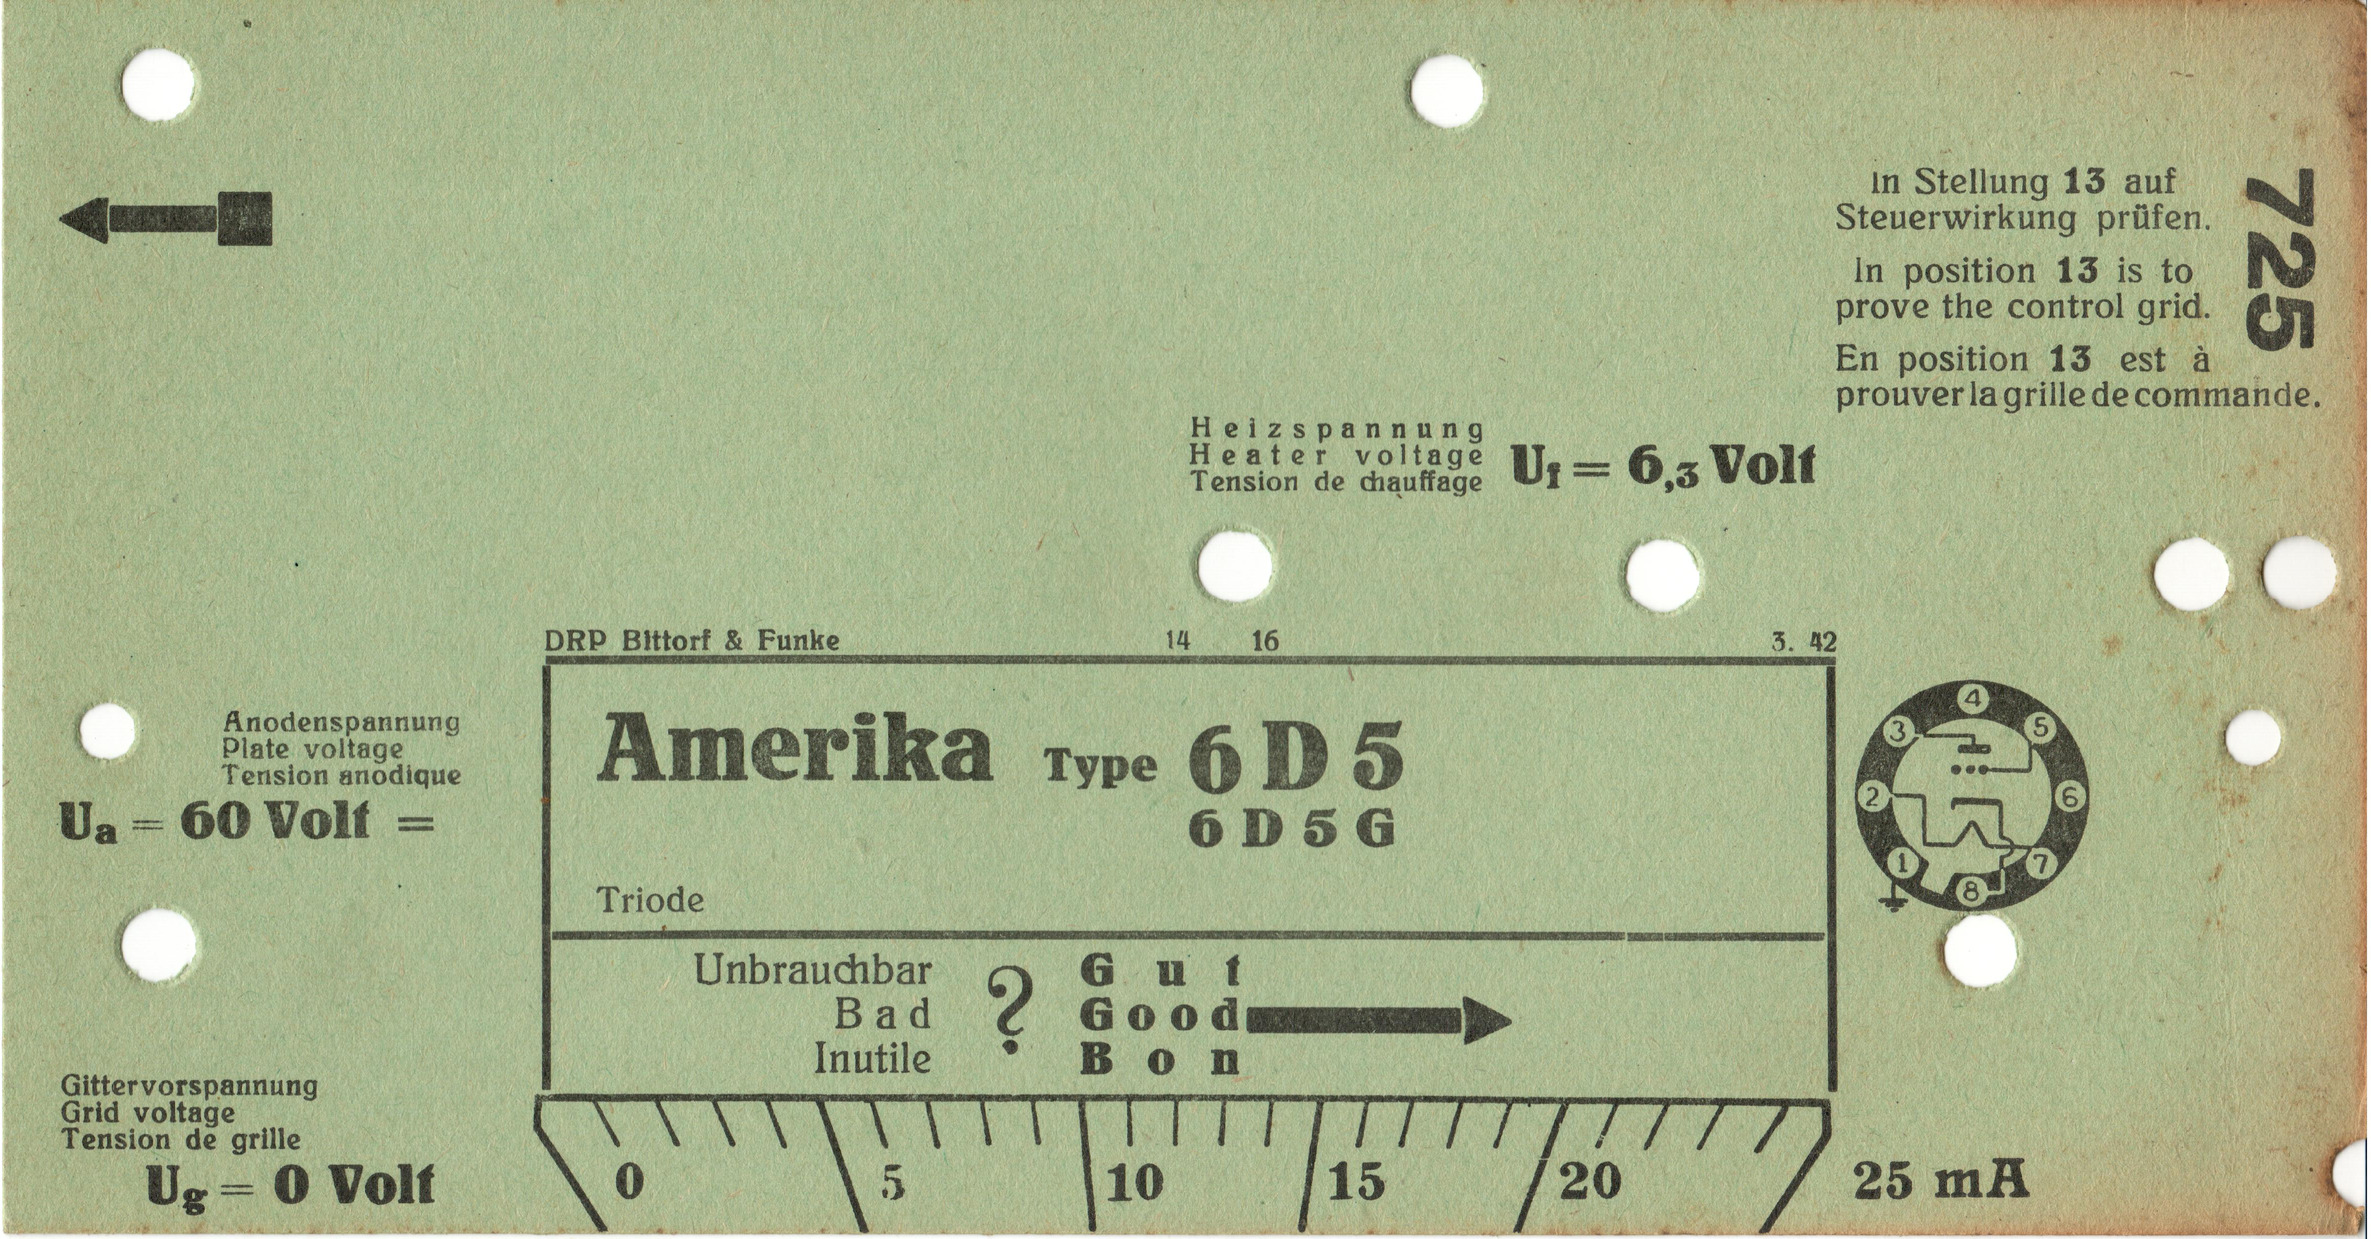 In Stellung 13 auf
Steuerwirkung prüfen.
In position 13 is to
prove the control grid.
En position 13 est à
prouver la grille de commande.
725
Heizspannung
Heater voltage
Tension de chauffage
Uf = 6,3 Volt
DRP Bittorf & Funke 14 16 3. 42
Anodenspannung
Plate voltage
Tension anodique
Ua = 60 Volt =
Amerika Type 6D5
6D5G
Triode
4
3 5
2 6
1 7
8
Unbrauchbar ? Gut
Bad Good
Inutile Bon
Gittervorspannung
Grid voltage
Tension de grille
Ug = 0 Volt
0 5 10 15 20 25 mA